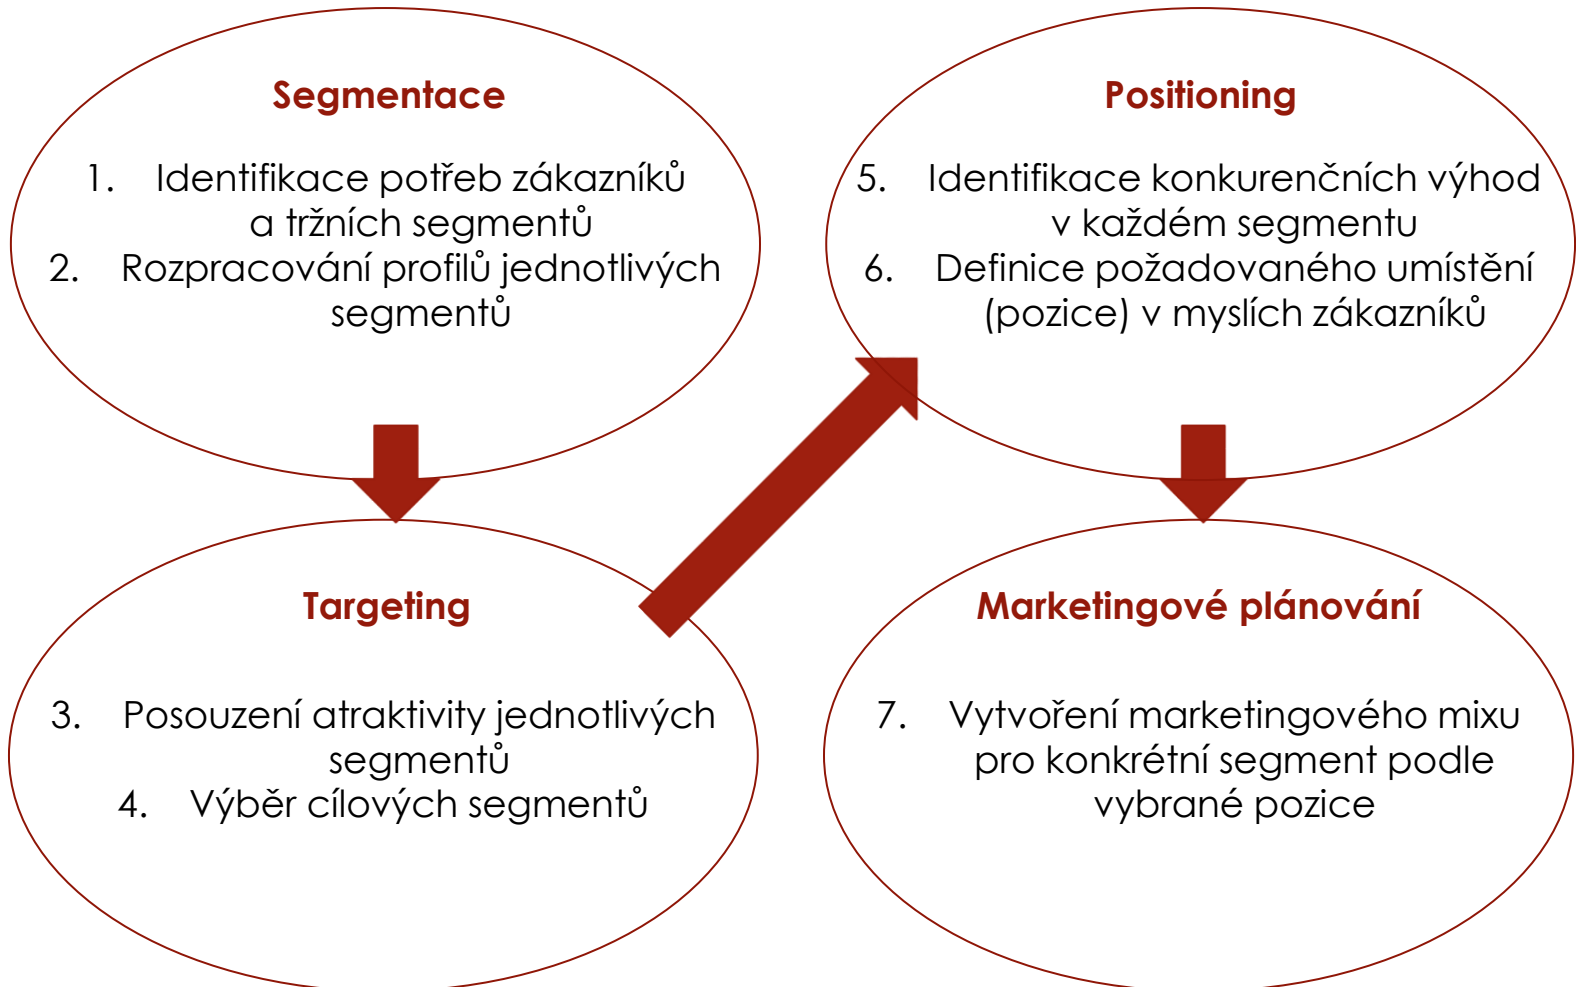 Segmentace
1. Identifikace potřeb zákazníků
a tržních segmentů
2. Rozpracování profilů jednotlivých
segmentů
Targeting
3. Posouzení atraktivity jednotlivých
segmentů
4. Výběr cílových segmentů
Positioning
5. Identifikace konkurenčních výhod
v každém segmentu
6. Definice požadovaného umístění
(pozice) v myslích zákazníků
Marketingové plánování
7. Vytvoření marketingového mixu
pro konkrétní segment podle
vybrané pozice